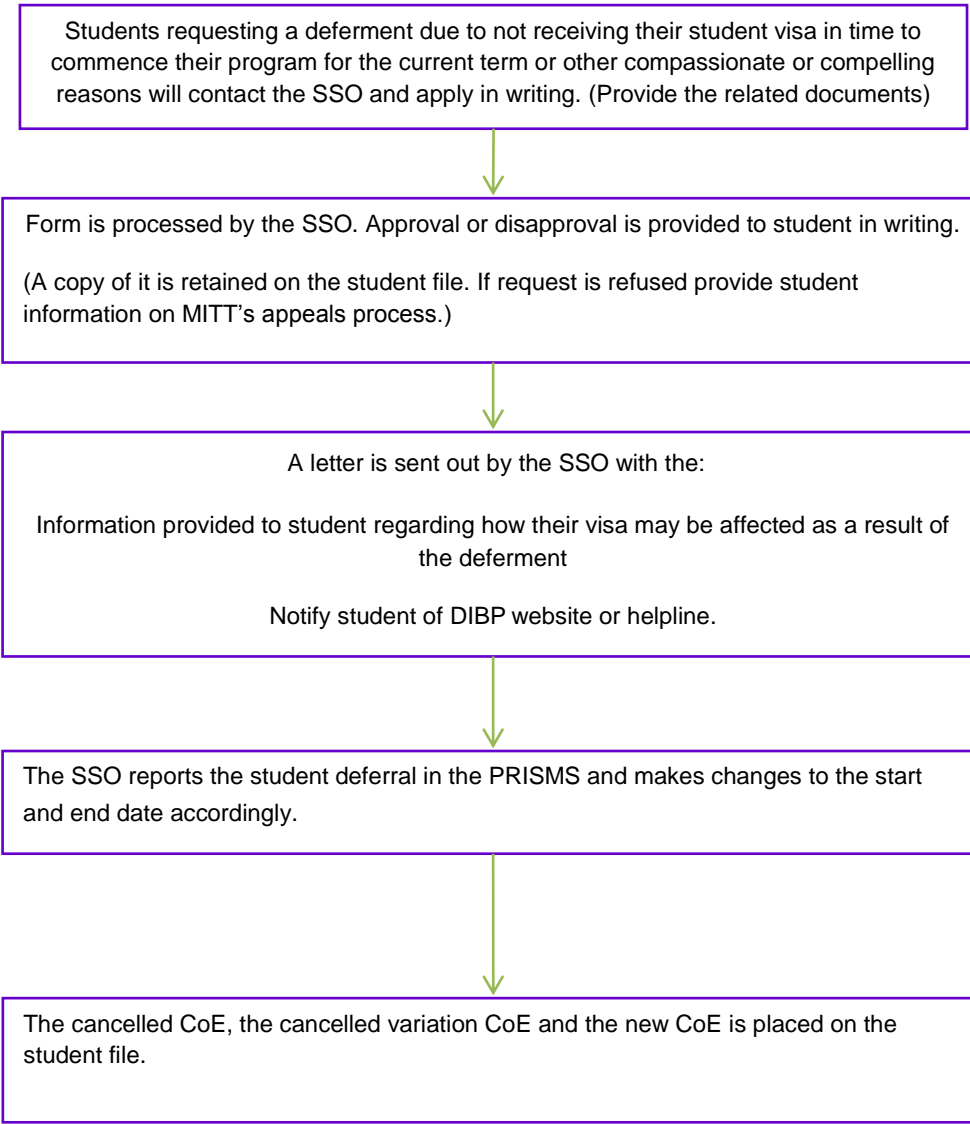 Students requesting a deferment due to not receiving their student visa in time to
commence their program for the current term or other compassionate or compelling
reasons will contact the SSO and apply in writing. (Provide the related documents)
Form is processed by the SSO. Approval or disapproval is provided to student in writing.
(A copy of it is retained on the student file. If request is refused provide student
information on MITT’s appeals process.)
A letter is sent out by the SSO with the:
Information provided to student regarding how their visa may be affected as a result of
the deferment
Notify student of DIBP website or helpline.
The SSO reports the student deferral in the PRISMS and makes changes to the start
and end date accordingly.
The cancelled CoE, the cancelled variation CoE and the new CoE is placed on the
student file.